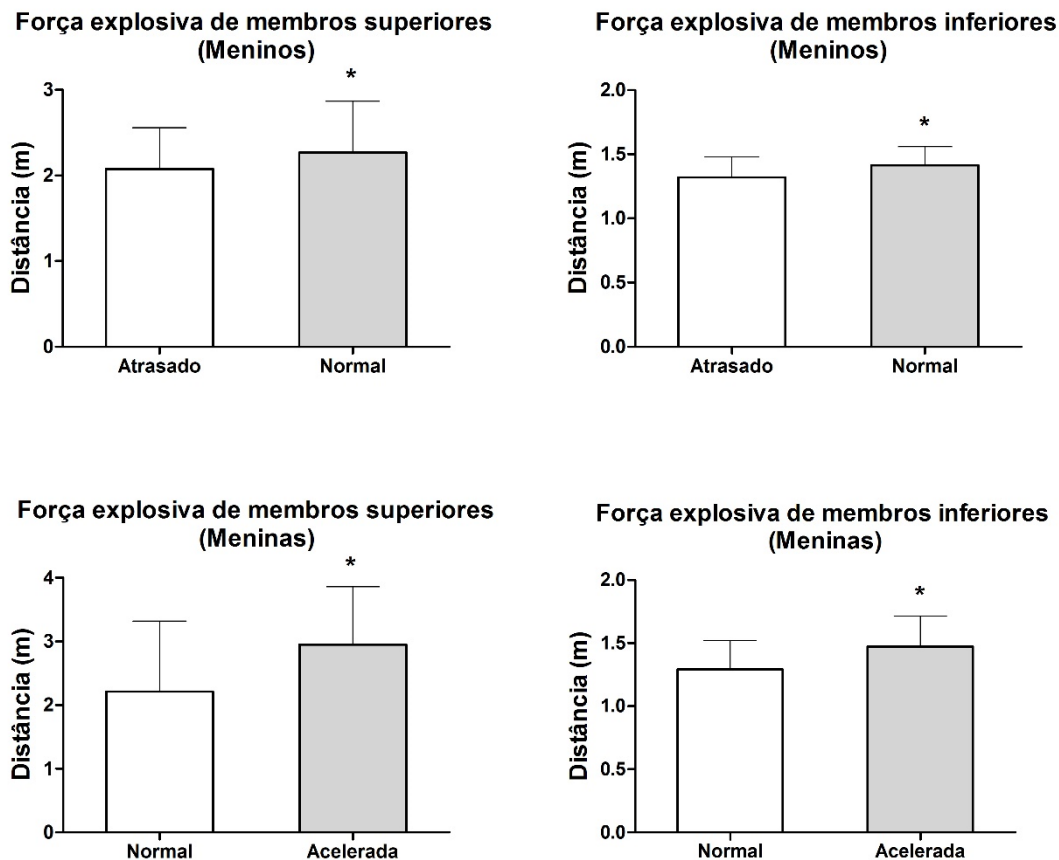 Força explosiva de membros superiores
(Meninos)
*
3
2
1
0
Distância (m)
Atrasado Normal
Força explosiva de membros inferiores
(Meninos)
*
2.0
1.5
1.0
0.5
0.0
Distância (m)
Atrasado Normal
Força explosiva de membros superiores
(Meninas)
*
4
3
2
1
0
Distância (m)
Normal Acelerada
Força explosiva de membros inferiores
(Meninas)
*
2.0
1.5
1.0
0.5
0.0
Distância (m)
Normal Acelerada